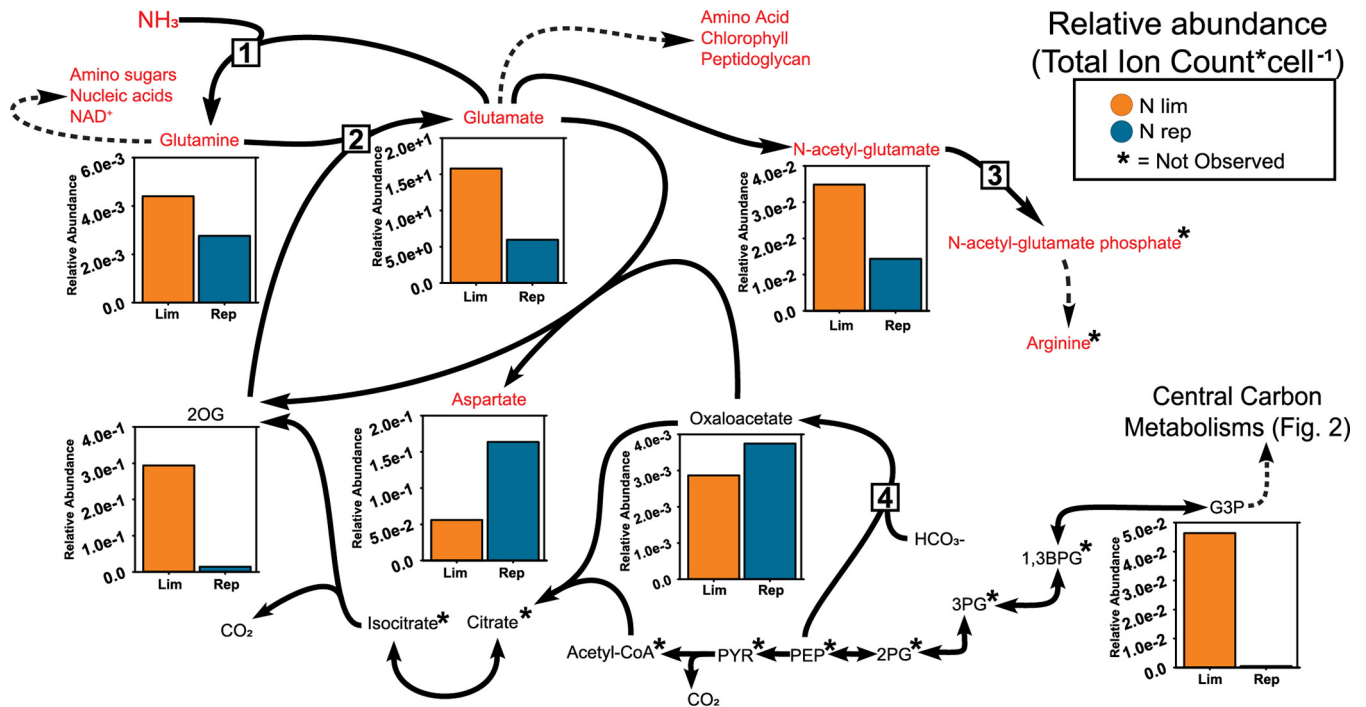 NH₃
1
Amino Acid
Chlorophyll
Peptidoglycan
Relative abundance
(Total Ion Count*cell⁻¹)
N lim
N rep
* = Not Observed
Amino sugars
Nucleic acids
NAD⁺
Glutamine
2
Glutamate
N-acetyl-glutamate
3
N-acetyl-glutamate phosphate*
Arginine*
Relative Abundance
6.0e-3
4.0e-3
2.0e-3
0.0
Lim Rep
Relative Abundance
2.0e+1
1.5e+1
1.0e+1
5.0e+0
0.0
Lim Rep
Relative Abundance
4.0e-2
3.0e-2
2.0e-2
1.0e-2
0.0
Lim Rep
2OG
Relative Abundance
4.0e-1
3.0e-1
2.0e-1
1.0e-1
0.0
Lim Rep
Aspartate
Relative Abundance
2.0e-1
1.5e-1
1.0e-1
5.0e-2
0.0
Lim Rep
Oxaloacetate
Relative Abundance
4.0e-3
3.0e-3
2.0e-3
1.0e-3
0.0
Lim Rep
4
HCO₃-
Central Carbon
Metabolisms (Fig. 2)
G3P
Relative Abundance
5.0e-2
4.0e-2
3.0e-2
2.0e-2
1.0e-2
0.0
Lim Rep
1,3BPG*
3PG*
CO₂
Isocitrate*
Citrate*
Acetyl-CoA*
PYR*
PEP*
2PG*
CO₂